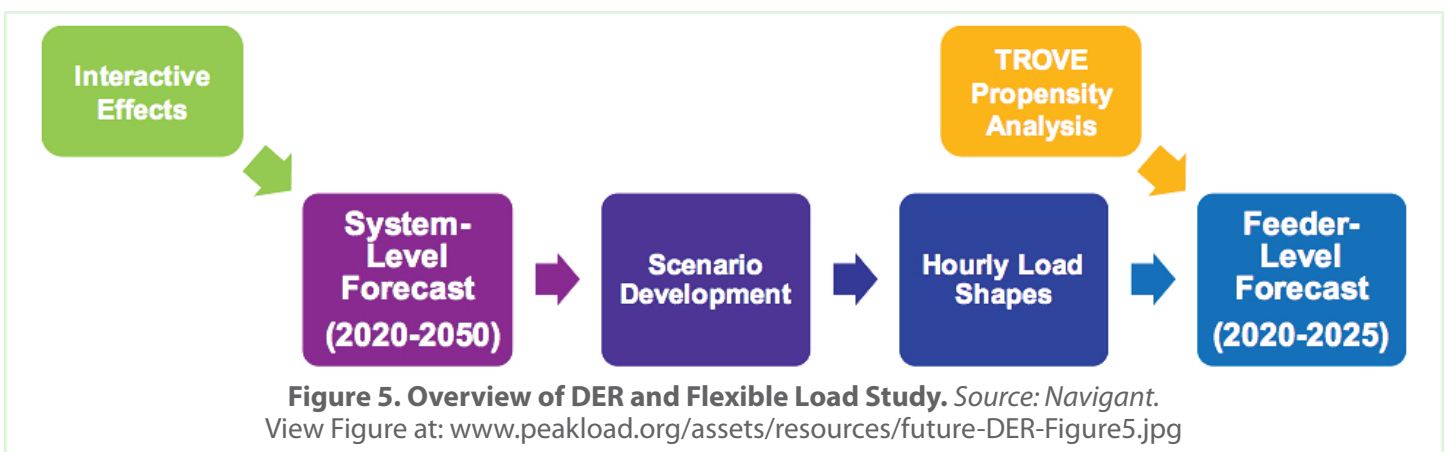 Interactive
Effects
TROVE
Propensity
Analysis
System-
Level
Forecast
(2020-2050)
Scenario
Development
Hourly Load
Shapes
Feeder-
Level
Forecast
(2020-2025)
Figure 5. Overview of DER and Flexible Load Study. Source: Navigant.
View Figure at: www.peakload.org/assets/resources/future-DER-Figure5.jpg